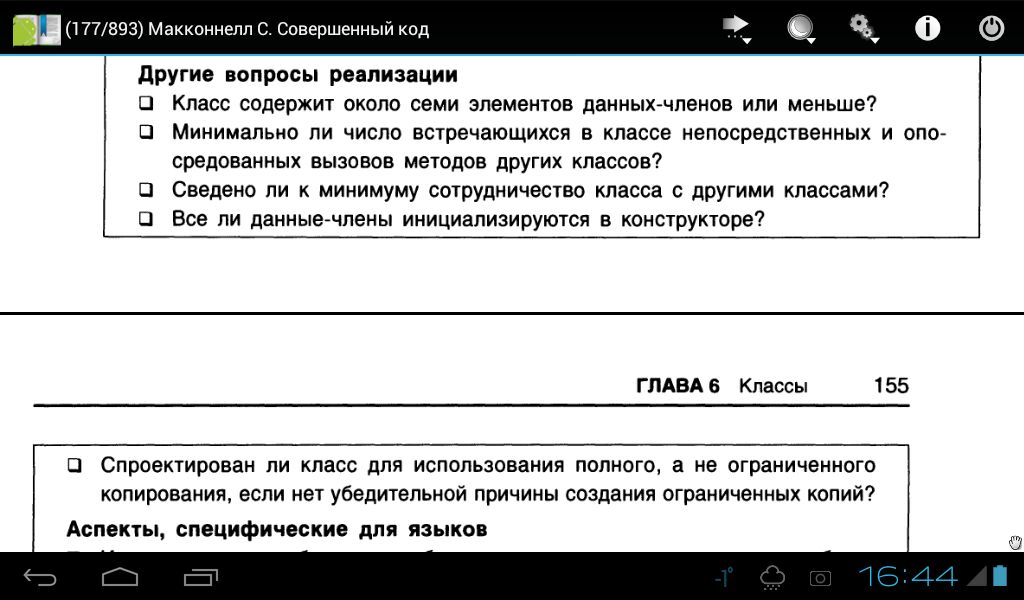 (177/893) Макконнелл С. Совершенный код
Другие вопросы реализации
Класс содержит около семи элементов данных-членов или меньше?
Минимально ли число встречающихся в классе непосредственных и опо-
средованных вызовов методов других классов?
Сведено ли к минимуму сотрудничество класса с другими классами?
Все ли данные-члены инициализируются в конструкторе?
ГЛАВА 6 Классы 155
Спроектирован ли класс для использования полного, а не ограниченного
копирования, если нет убедительной причины создания ограниченных копий?
Аспекты, специфические для языков
-1° 16:44